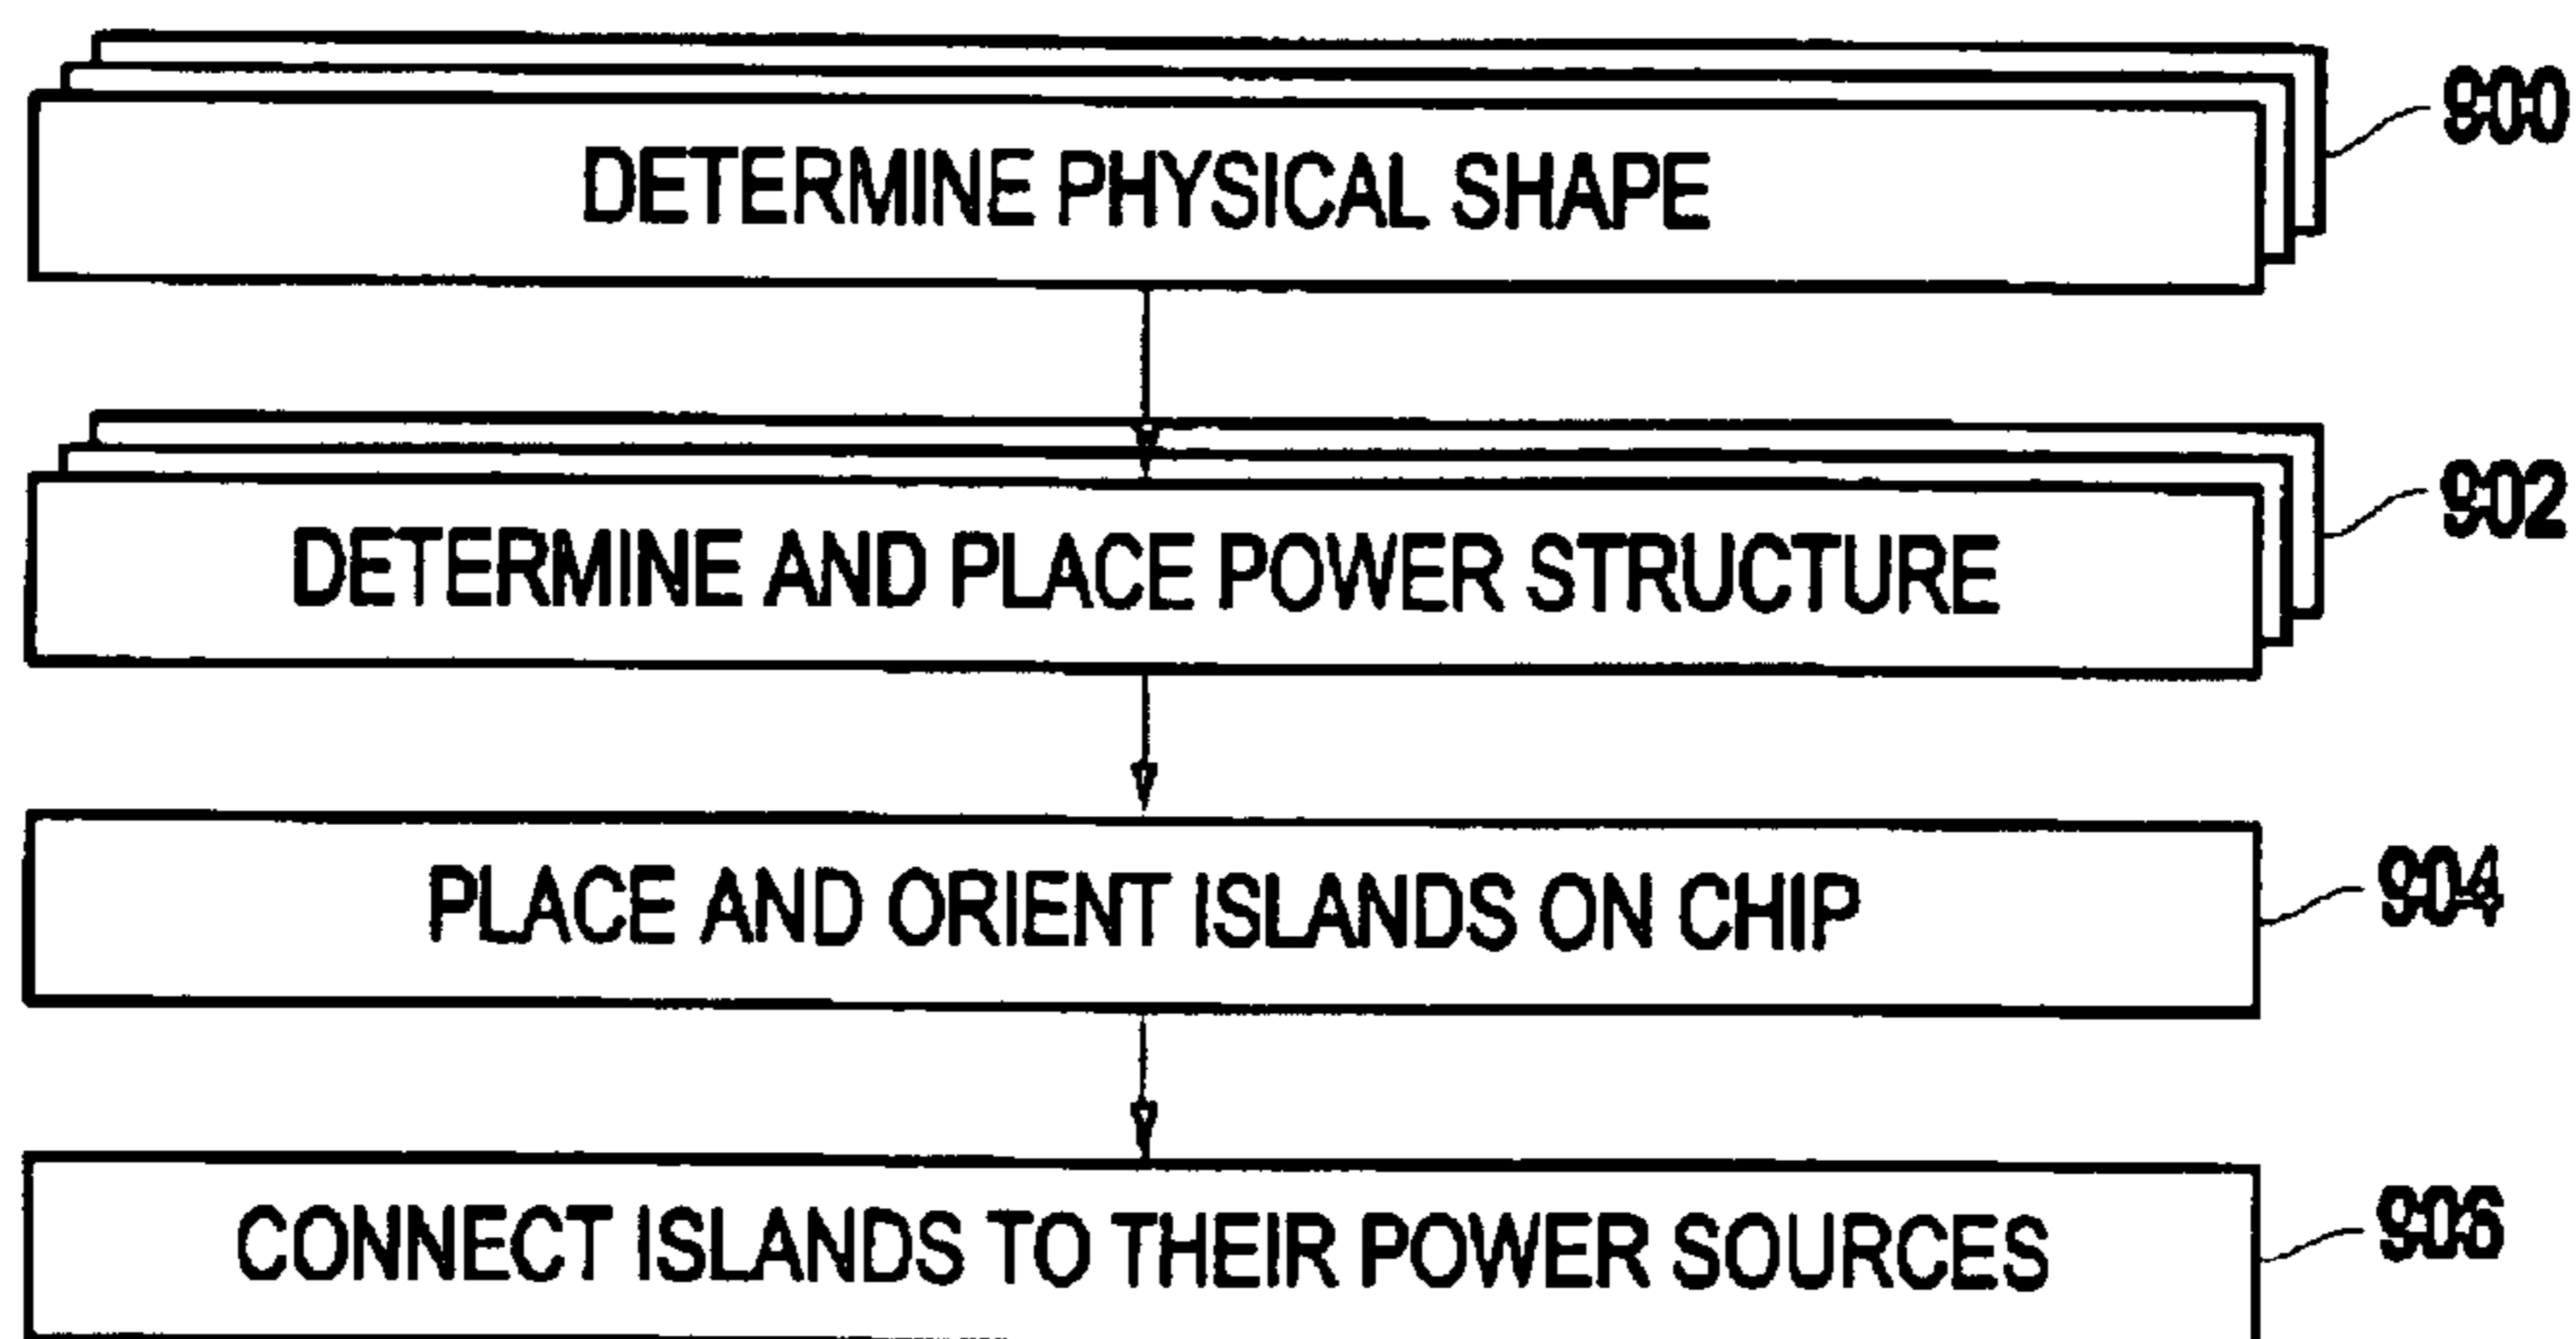 DETERMINE PHYSICAL SHAPE
900
DETERMINE AND PLACE POWER STRUCTURE
902
PLACE AND ORIENT ISLANDS ON CHIP
904
CONNECT ISLANDS TO THEIR POWER SOURCES
906